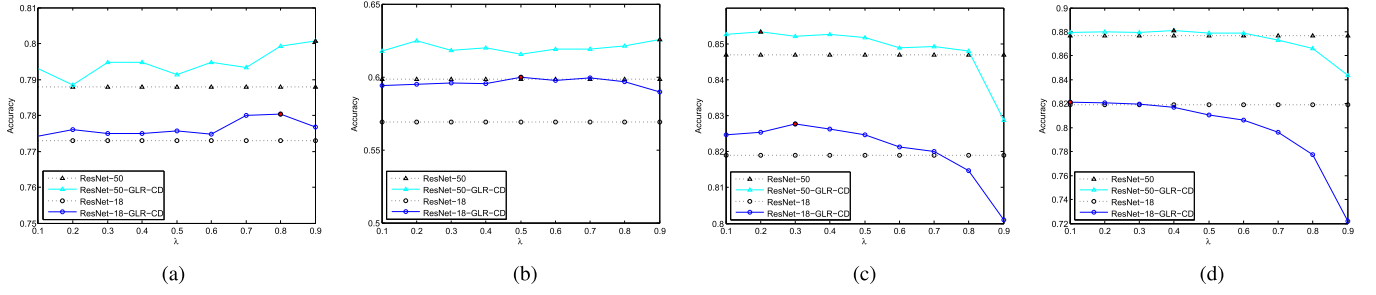 0.81
0.8
0.79
0.78
0.77
0.76
0.75
Accuracy
0.1 0.2 0.3 0.4 0.5 0.6 0.7 0.8 0.9
λ
ResNet−50
ResNet−50−GLR−CD
ResNet−18
ResNet−18−GLR−CD
(a)
0.65
0.6
0.55
0.5
Accuracy
0.1 0.2 0.3 0.4 0.5 0.6 0.7 0.8 0.9
λ
ResNet−50
ResNet−50−GLR−CD
ResNet−18
ResNet−18−GLR−CD
(b)
0.85
0.84
0.83
0.82
0.81
0.8
Accuracy
0.1 0.2 0.3 0.4 0.5 0.6 0.7 0.8 0.9
λ
ResNet−50
ResNet−50−GLR−CD
ResNet−18
ResNet−18−GLR−CD
(c)
0.9
0.88
0.86
0.84
0.82
0.8
0.78
0.76
0.74
0.72
Accuracy
0.1 0.2 0.3 0.4 0.5 0.6 0.7 0.8 0.9
λ
ResNet−50
ResNet−50−GLR−CD
ResNet−18
ResNet−18−GLR−CD
(d)